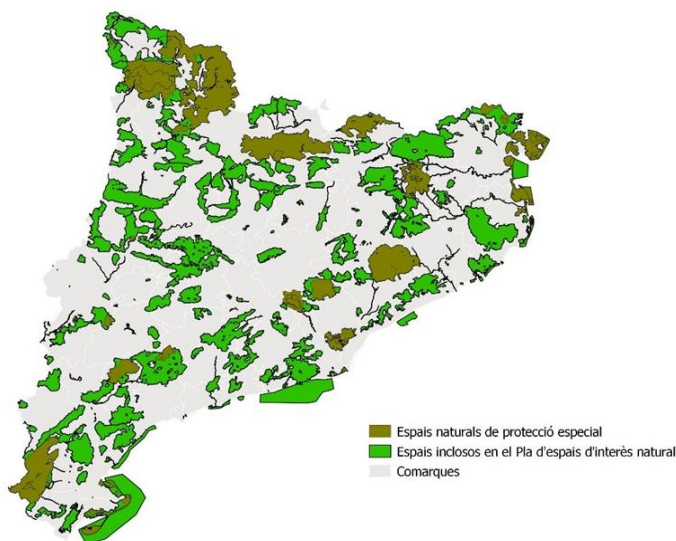 Espais naturals de protecció especial
Espais inclosos en el Pla d'espais d'interès natural
Comarques